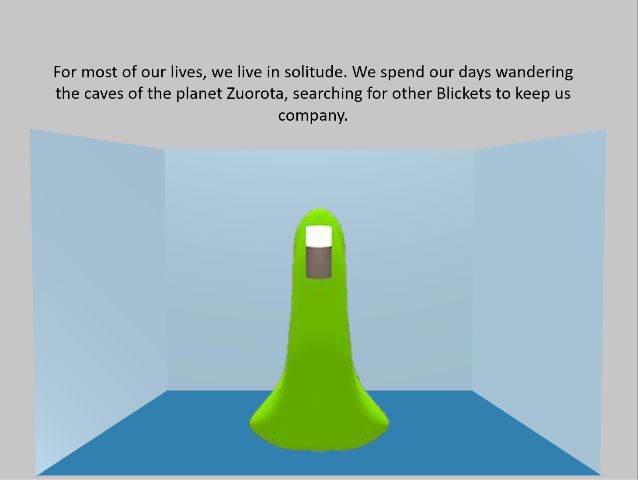 For most of our lives, we live in solitude. We spend our days wandering
the caves of the planet Zuorota, searching for other Blickets to keep us
company.